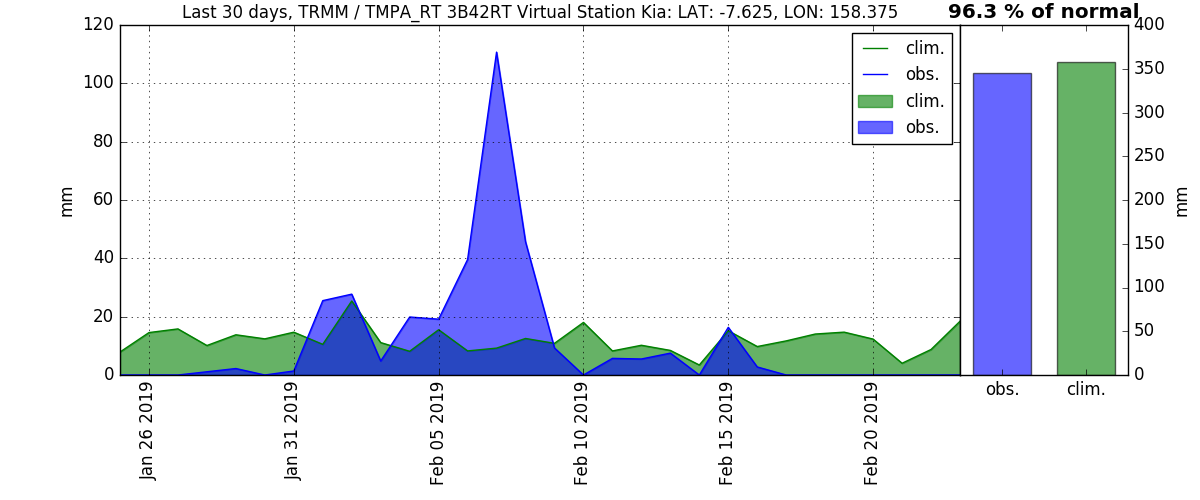 Last 30 days, TRMM / TMPA_RT 3B42RT Virtual Station Kia: LAT: -7.625, LON: 158.375
96.3 % of normal
120
100
80
60
40
20
0
mm
clim.
obs.
clim.
obs.
Jan 26 2019
Jan 31 2019
Feb 05 2019
Feb 10 2019
Feb 15 2019
Feb 20 2019
400
350
300
250
200
150
100
50
0
mm
obs.
clim.